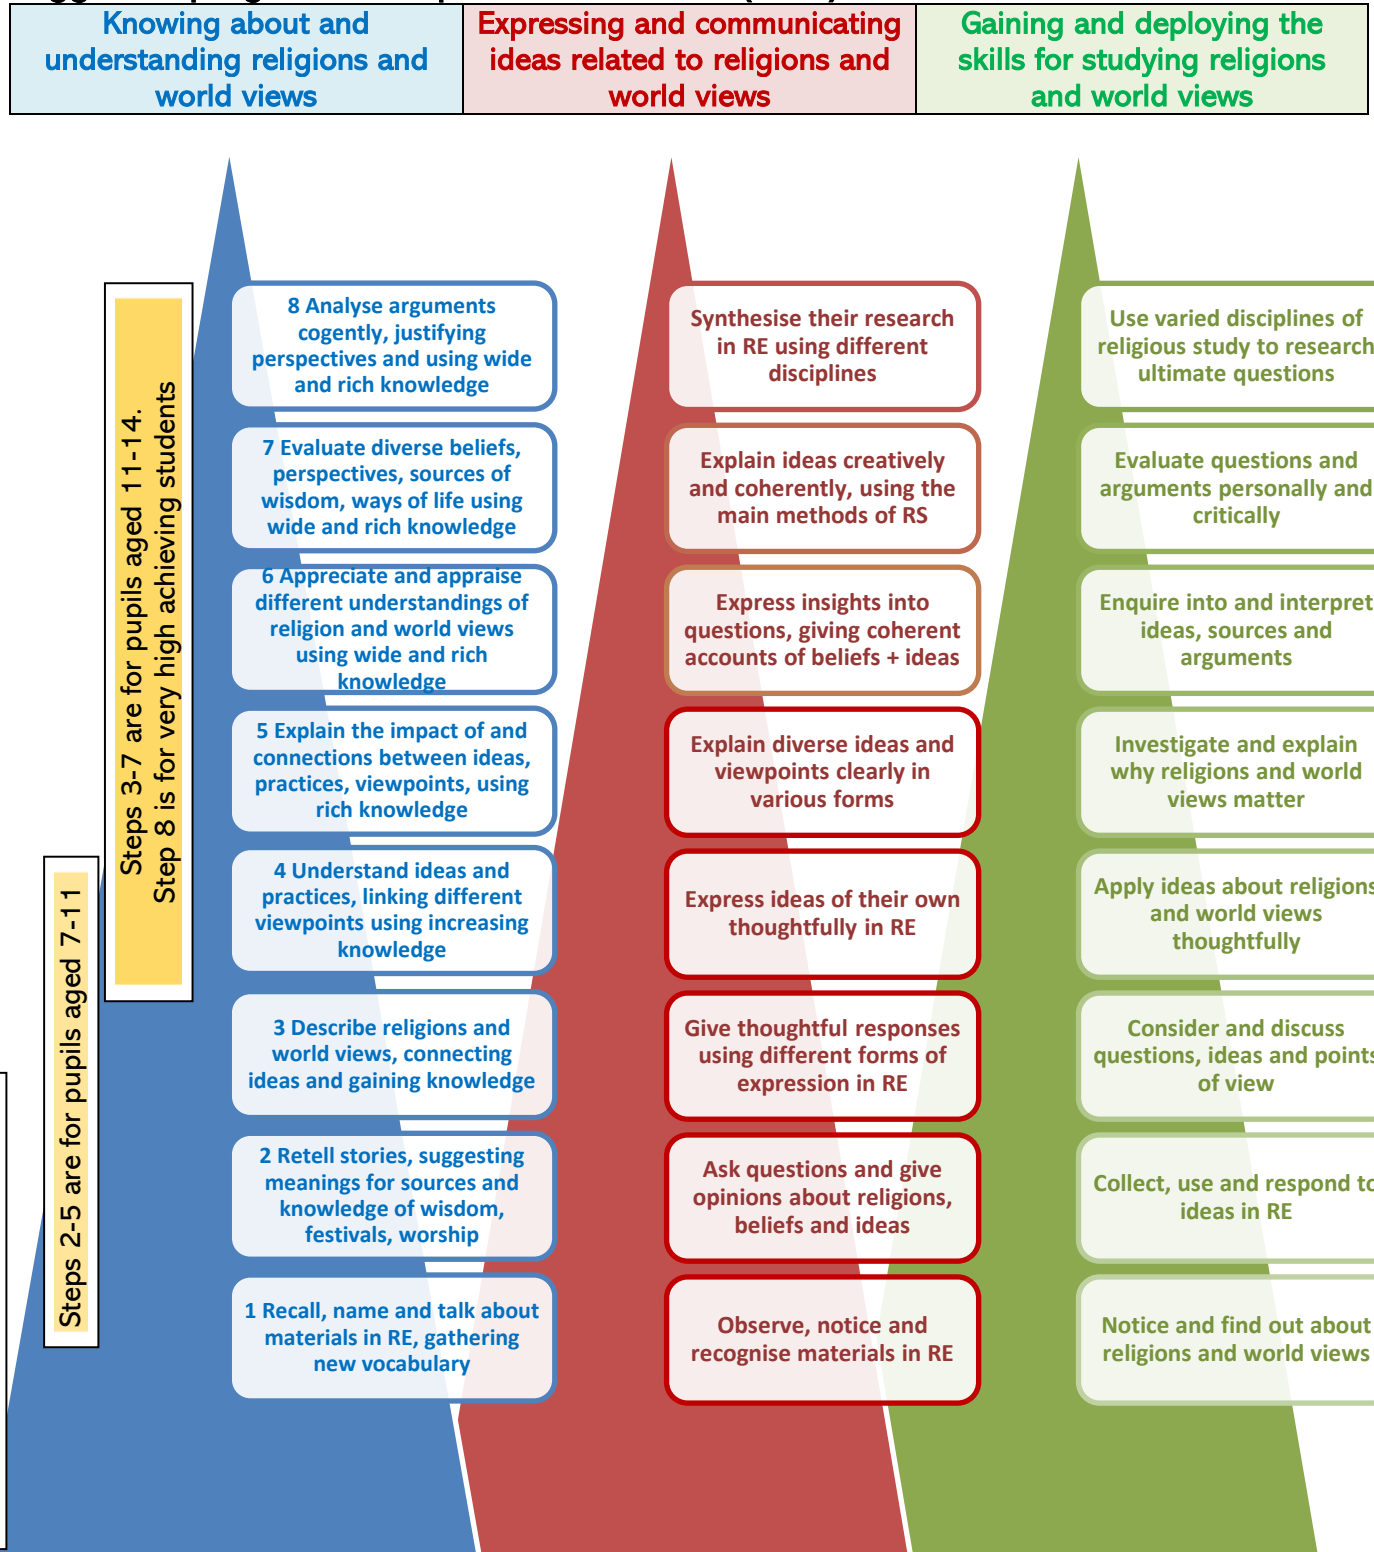 Knowing about and
understanding religions and
world views
Expressing and communicating
ideas related to religions and
world views
Gaining and deploying the
skills for studying religions
and world views
Steps 3-7 are for pupils aged 11-14.
Step 8 is for very high achieving students
Steps 2-5 are for pupils aged 7-11
8 Analyse arguments
cogently, justifying
perspectives and using wide
and rich knowledge
Synthesise their research
in RE using different
disciplines
Use varied disciplines of
religious study to research
ultimate questions
7 Evaluate diverse beliefs,
perspectives, sources of
wisdom, ways of life using
wide and rich knowledge
Explain ideas creatively
and coherently, using the
main methods of RS
Evaluate questions and
arguments personally and
critically
6 Appreciate and appraise
different understandings of
religion and world views
using wide and rich
knowledge
Express insights into
questions, giving coherent
accounts of beliefs + ideas
Enquire into and interpret
ideas, sources and
arguments
5 Explain the impact of and
connections between ideas,
practices, viewpoints, using
rich knowledge
Explain diverse ideas and
viewpoints clearly in
various forms
Investigate and explain
why religions and world
views matter
4 Understand ideas and
practices, linking different
viewpoints using increasing
knowledge
Express ideas of their own
thoughtfully in RE
Apply ideas about religions
and world views
thoughtfully
3 Describe religions and
world views, connecting
ideas and gaining knowledge
Give thoughtful responses
using different forms of
expression in RE
Consider and discuss
questions, ideas and points
of view
2 Retell stories, suggesting
meanings for sources and
knowledge of wisdom,
festivals, worship
Ask questions and give
opinions about religions,
beliefs and ideas
Collect, use and respond to
ideas in RE
1 Recall, name and talk about
materials in RE, gathering
new vocabulary
Observe, notice and
recognise materials in RE
Notice and find out about
religions and world views